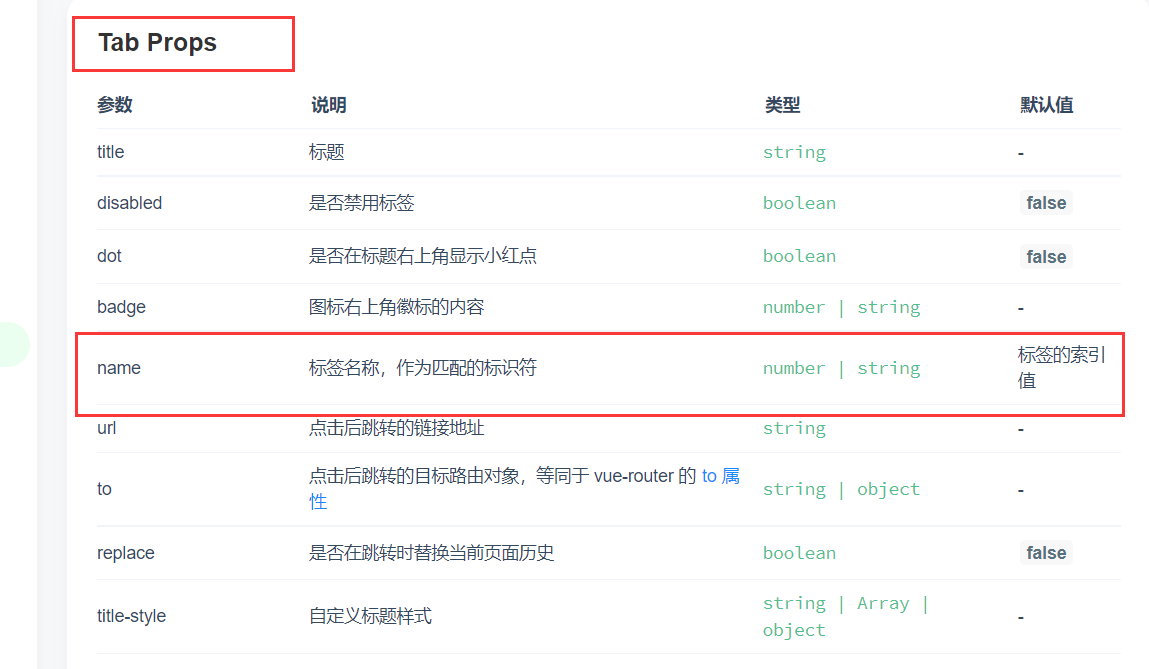 Tab Props
参数 说明 类型 默认值
title 标题 string -
disabled 是否禁用标签 boolean false
dot 是否在标题右上角显示小红点 boolean false
badge 图标右上角徽标的内容 number | string -
name 标签名称，作为匹配的标识符 number | string 标签的索引
值
url 点击后跳转的链接地址 string -
to 点击后跳转的目标路由对象，等同于 vue-router 的 to 属
性 string | object -
replace 是否在跳转时替换当前页面历史 boolean false
title-style 自定义标题样式 string | Array |
object -